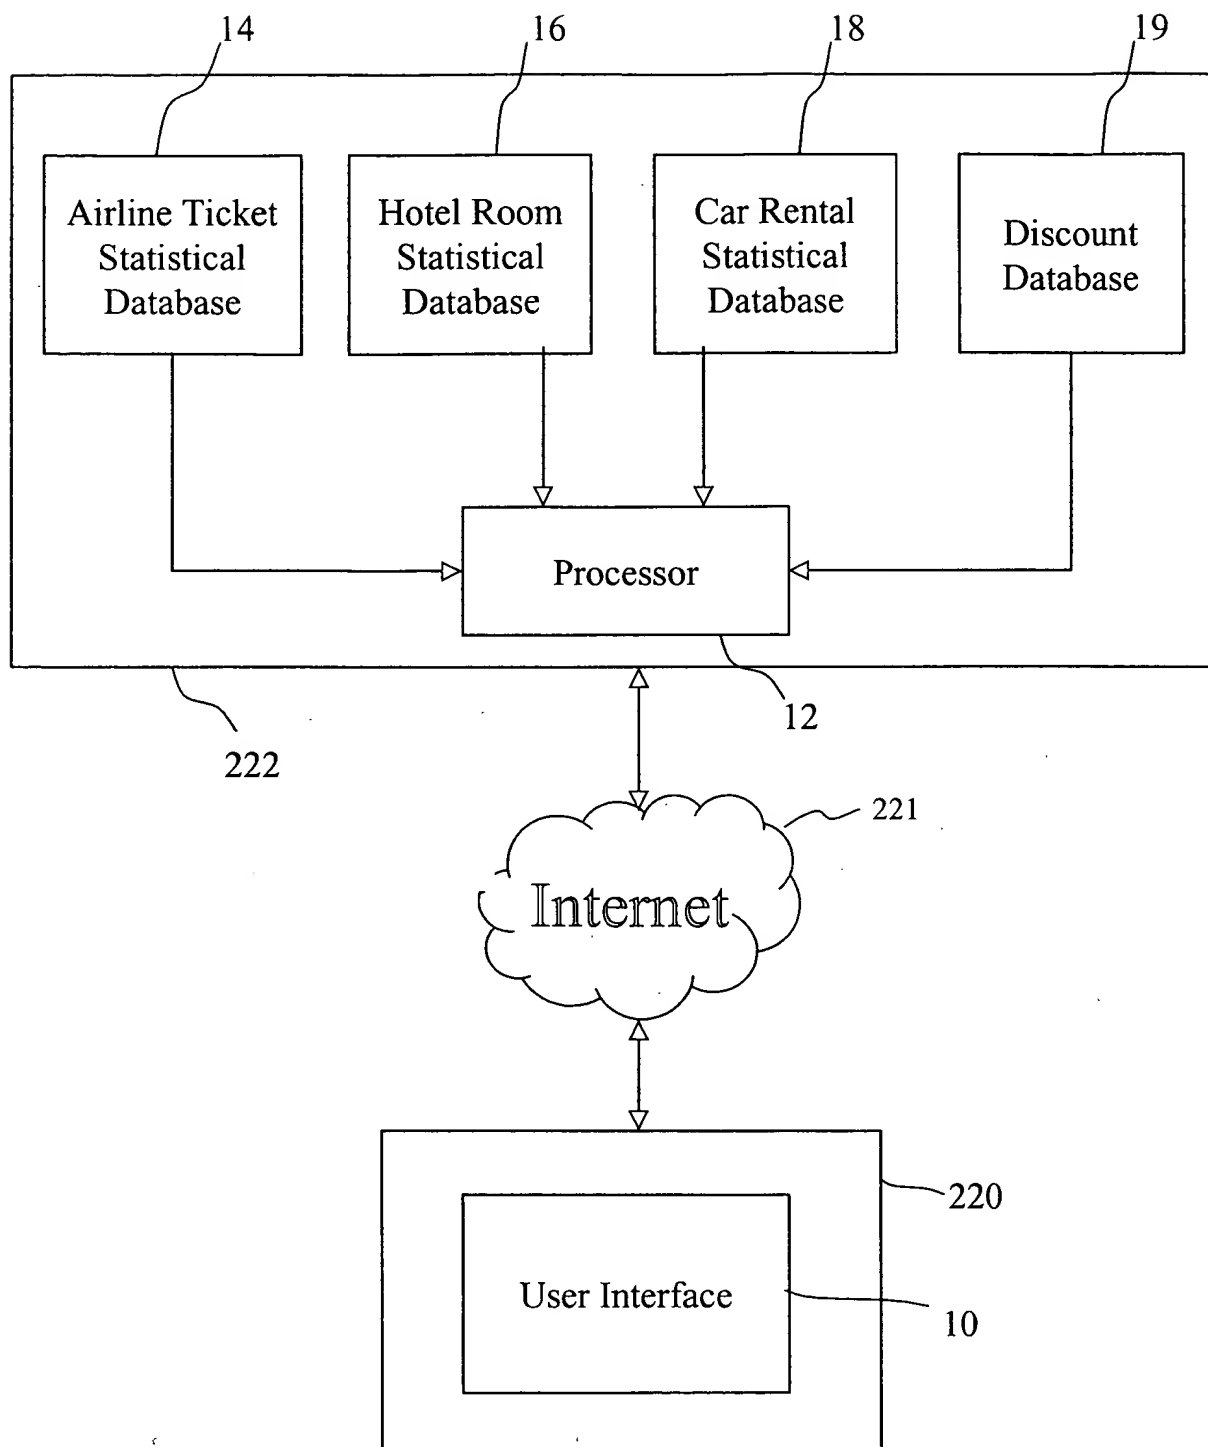 14
16
18
19
Airline Ticket
Statistical
Database
Hotel Room
Statistical
Database
Car Rental
Statistical
Database
Discount
Database
Processor
12
222
221
Internet
220
User Interface
10